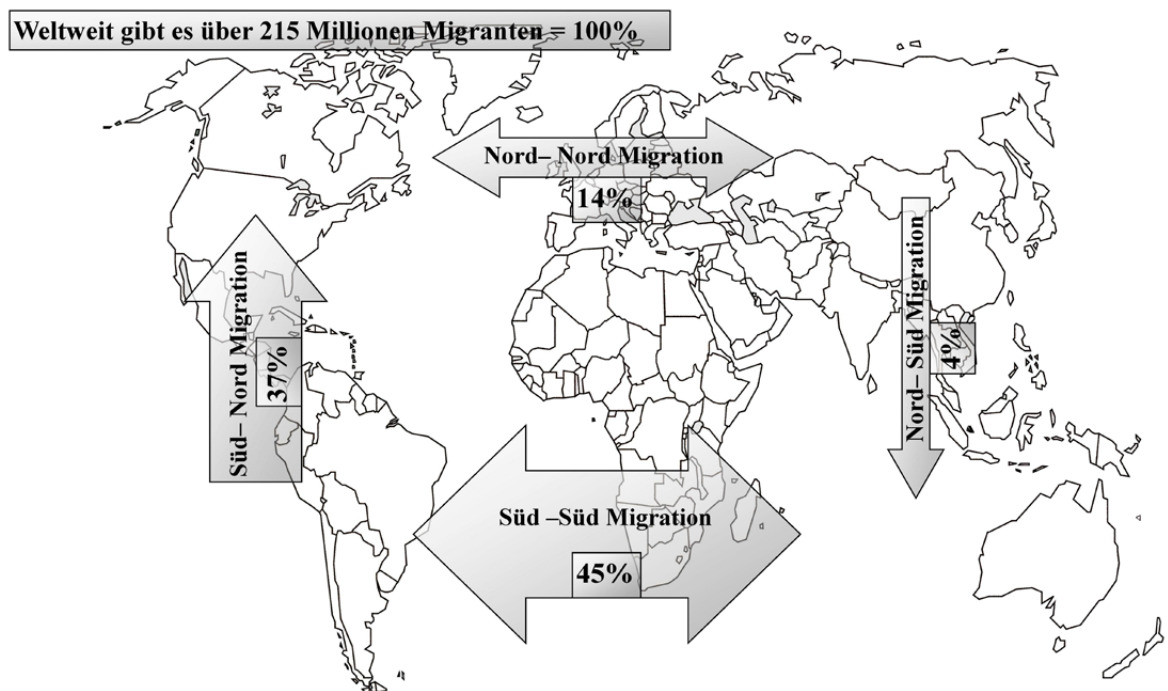 Weltweit gibt es über 215 Millionen Migranten = 100%
Nord– Nord Migration
14%
Süd– Nord Migration
37%
Nord– Süd Migration
4%
Süd –Süd Migration
45%